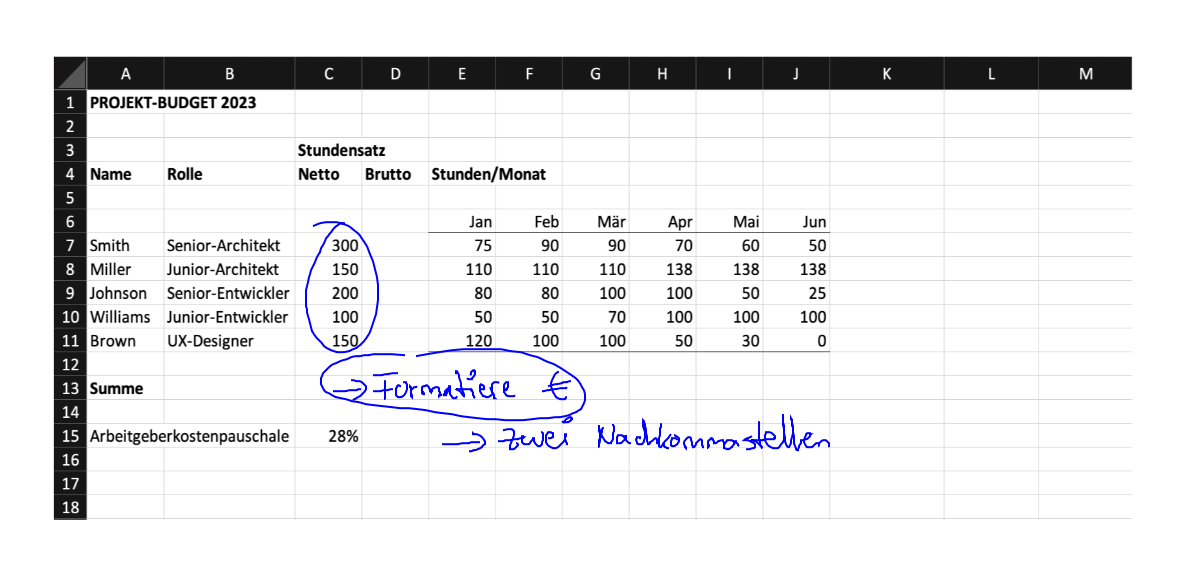 A B C D E F G H I J K L M
1 PROJEKT-BUDGET 2023
2
3 Stundensatz
4 Name Rolle Netto Brutto Stunden/Monat
5
6 Jan Feb Mär Apr Mai Jun
7 Smith Senior-Architekt 300 75 90 90 70 60 50
8 Miller Junior-Architekt 150 110 110 110 138 138 138
9 Johnson Senior-Entwickler 200 80 80 100 100 50 25
10 Williams Junior-Entwickler 100 50 50 70 100 100 100
11 Brown UX-Designer 150 120 100 100 50 30 0
12
13 Summe → Formatiere €
14
15 Arbeitgeberkostenpauschale 28% → zwei Nachkommastellen
16
17
18